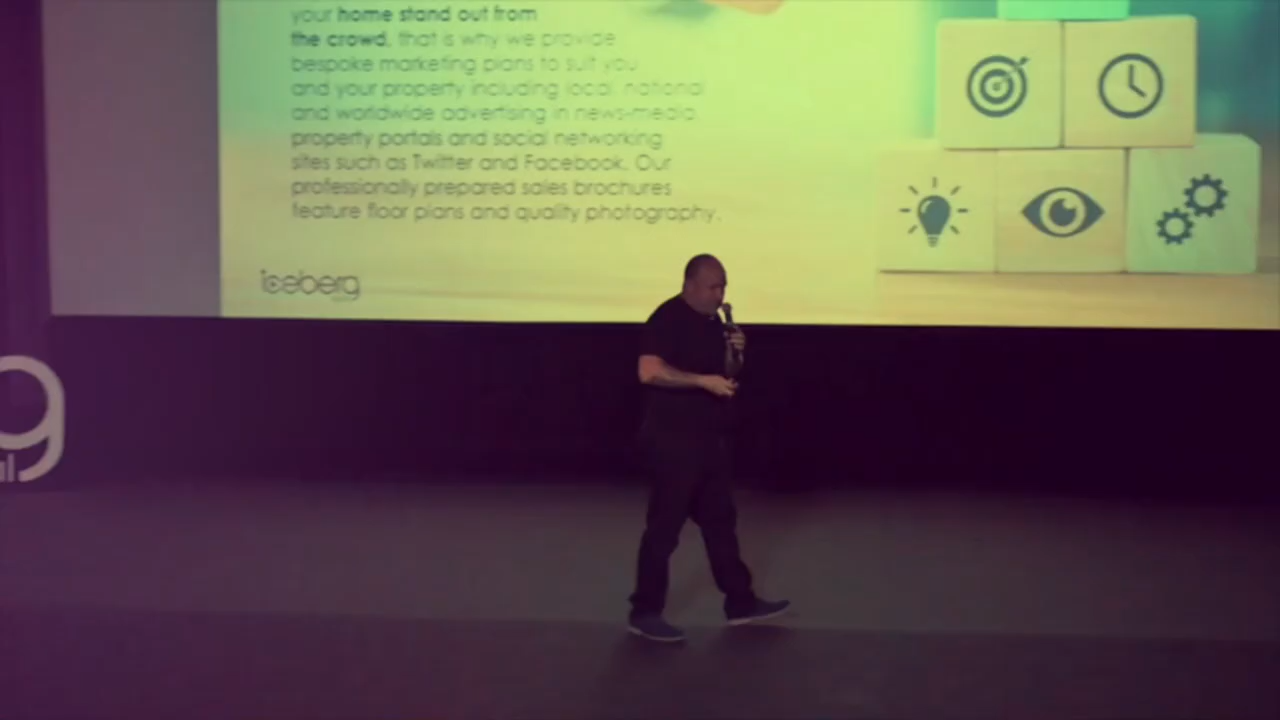 your home stand out from
the crowd, that is why we provide
bespoke marketing plans to suit you
and your property including local, national
and worldwide advertising in news-media
property portals and social networking
sites such as Twitter and Facebook. Our
professionally prepared sales brochures
feature floor plans and quality photography.
iceberg
g